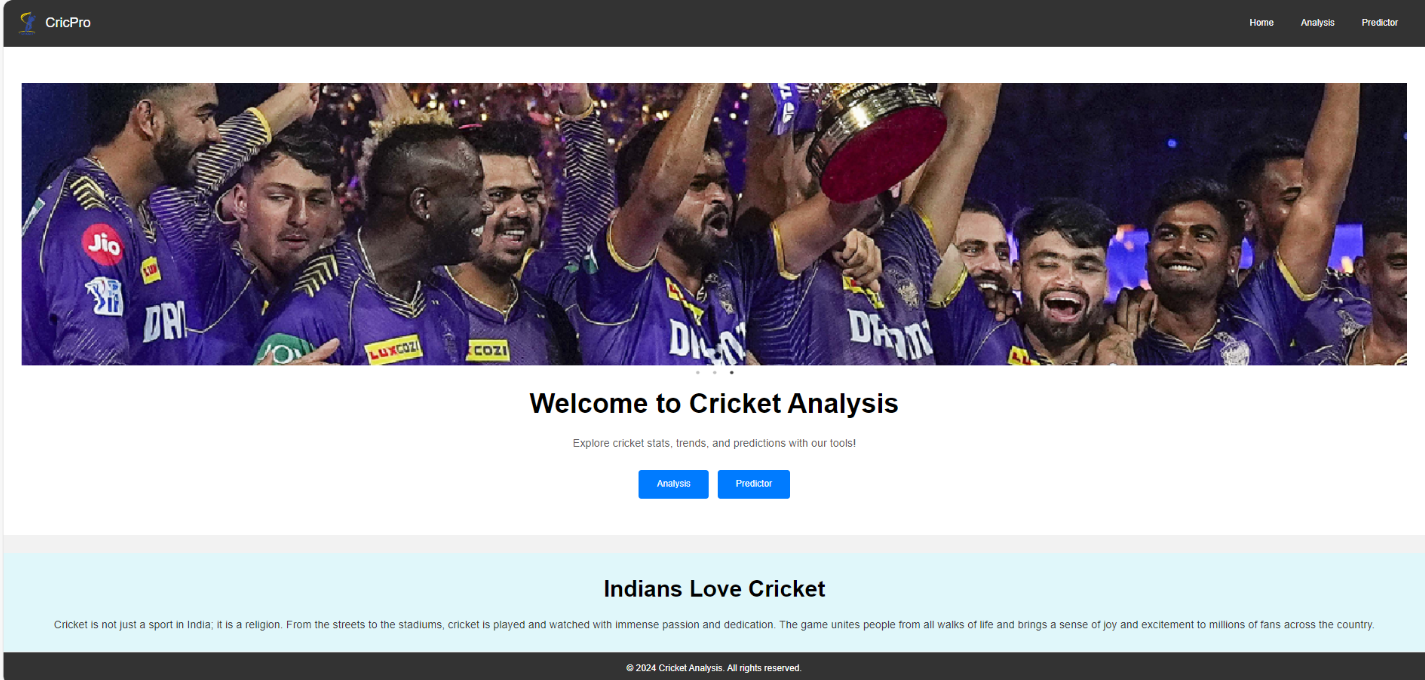 CricPro
Home Analysis Predictor
Jio
LUX
LUXCOZI
COZI
Welcome to Cricket Analysis
Explore cricket stats, trends, and predictions with our tools!
Analysis Predictor
Indians Love Cricket
Cricket is not just a sport in India; it is a religion. From the streets to the stadiums, cricket is played and watched with immense passion and dedication. The game unites people from all walks of life and brings a sense of joy and excitement to millions of fans across the country.
© 2024 Cricket Analysis. All rights reserved.